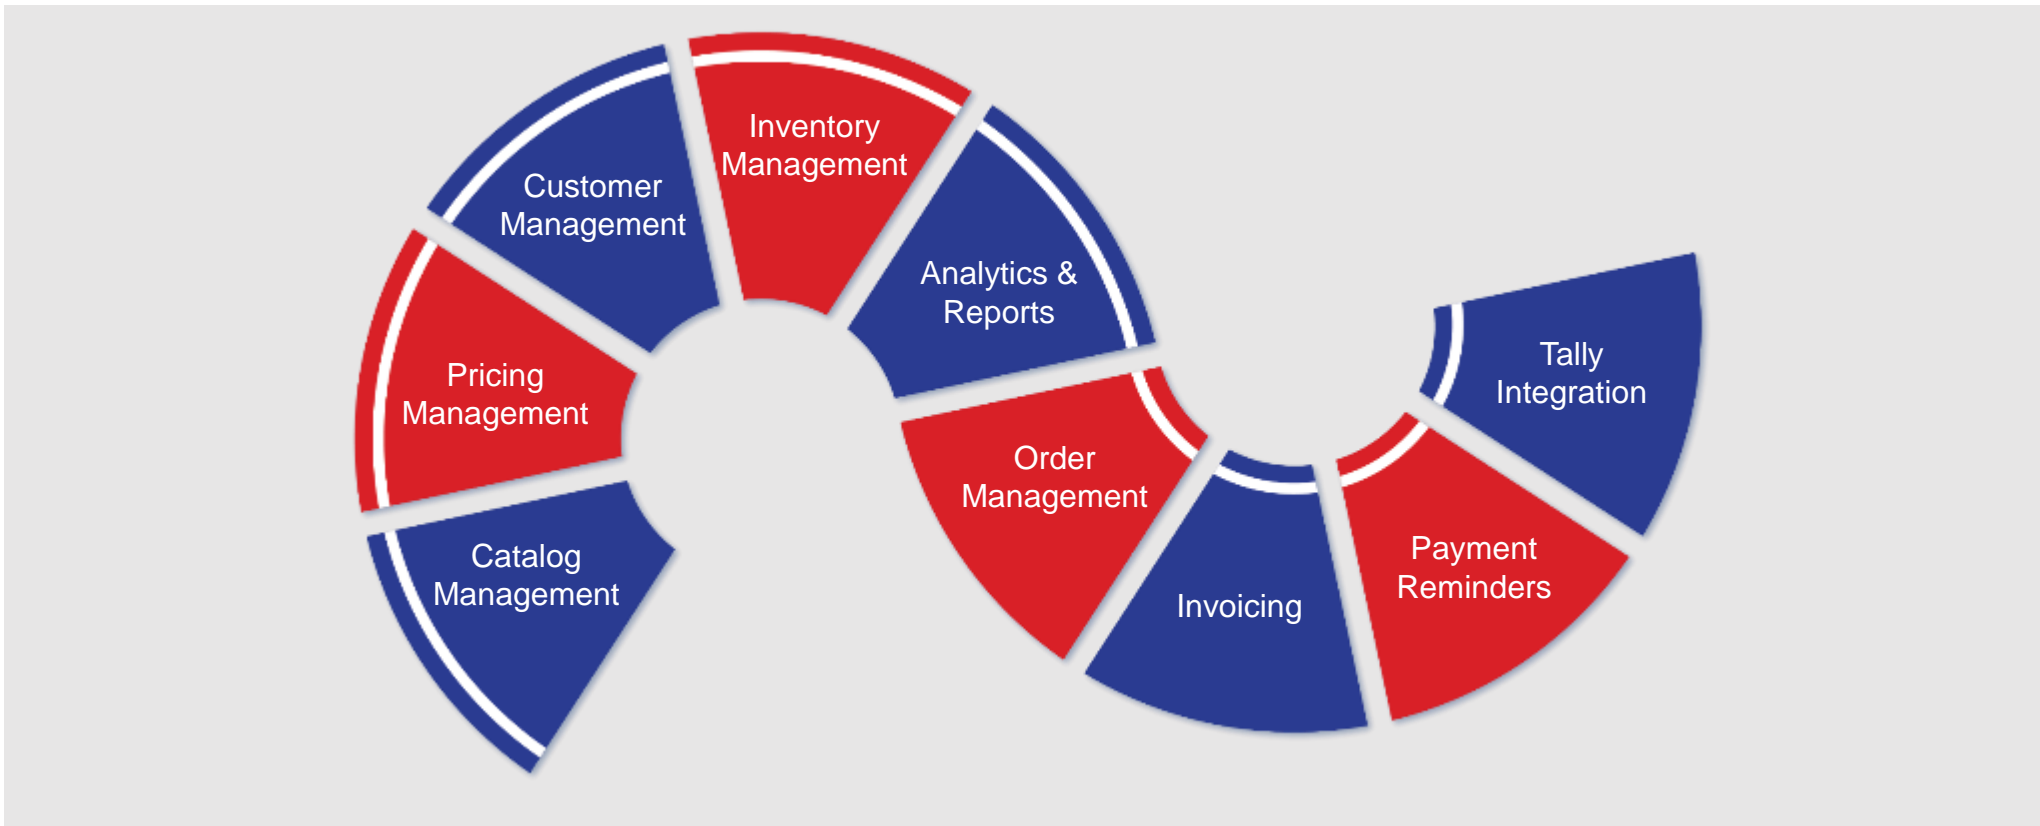 Catalog
Management
Pricing
Management
Customer
Management
Inventory
Management
Analytics &
Reports
Order
Management
Invoicing
Payment
Reminders
Tally
Integration